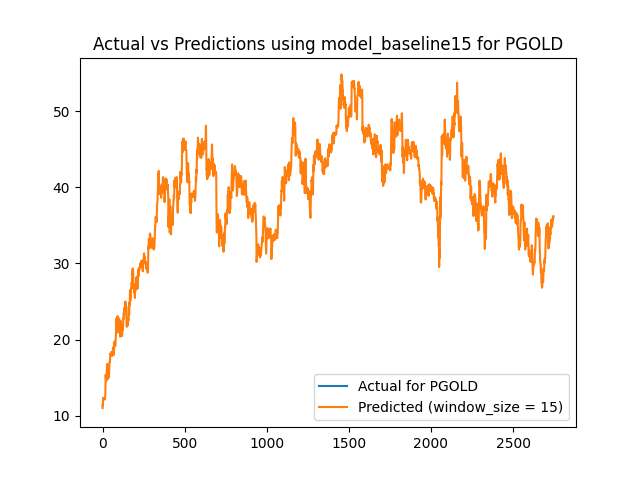 Actual vs Predictions using model_baseline15 for PGOLD
50
40
30
20
10
Actual for PGOLD
Predicted (window_size = 15)
0 500 1000 1500 2000 2500